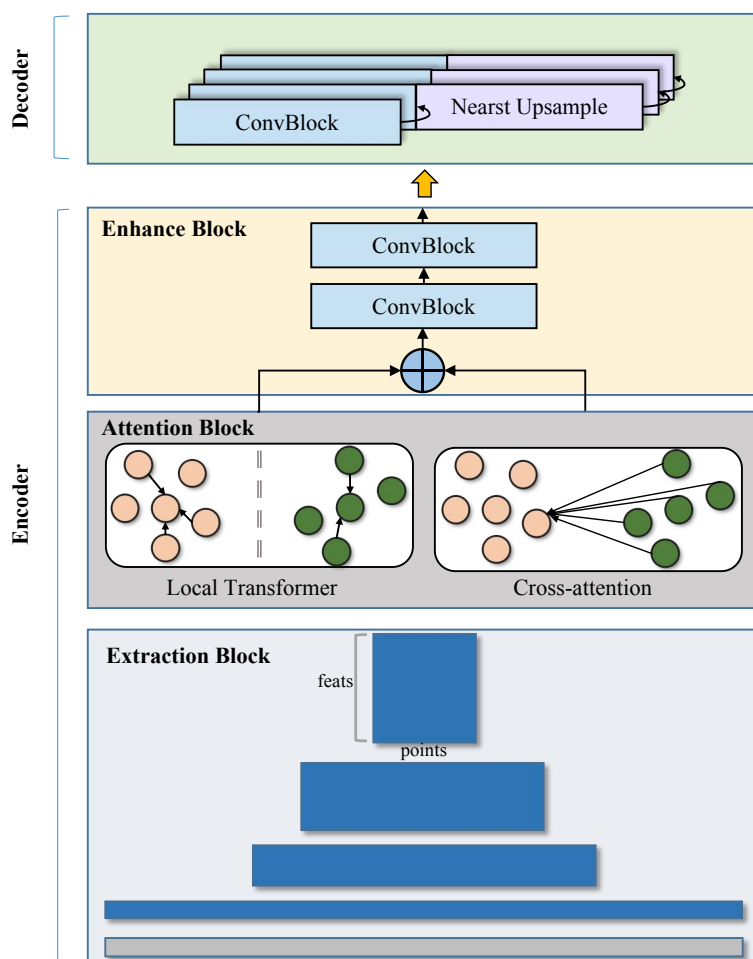 Decoder
ConvBlock
Nearst Upsample
Encoder
Enhance Block
ConvBlock
ConvBlock
Attention Block
Local Transformer
Cross-attention
Extraction Block
feats
points